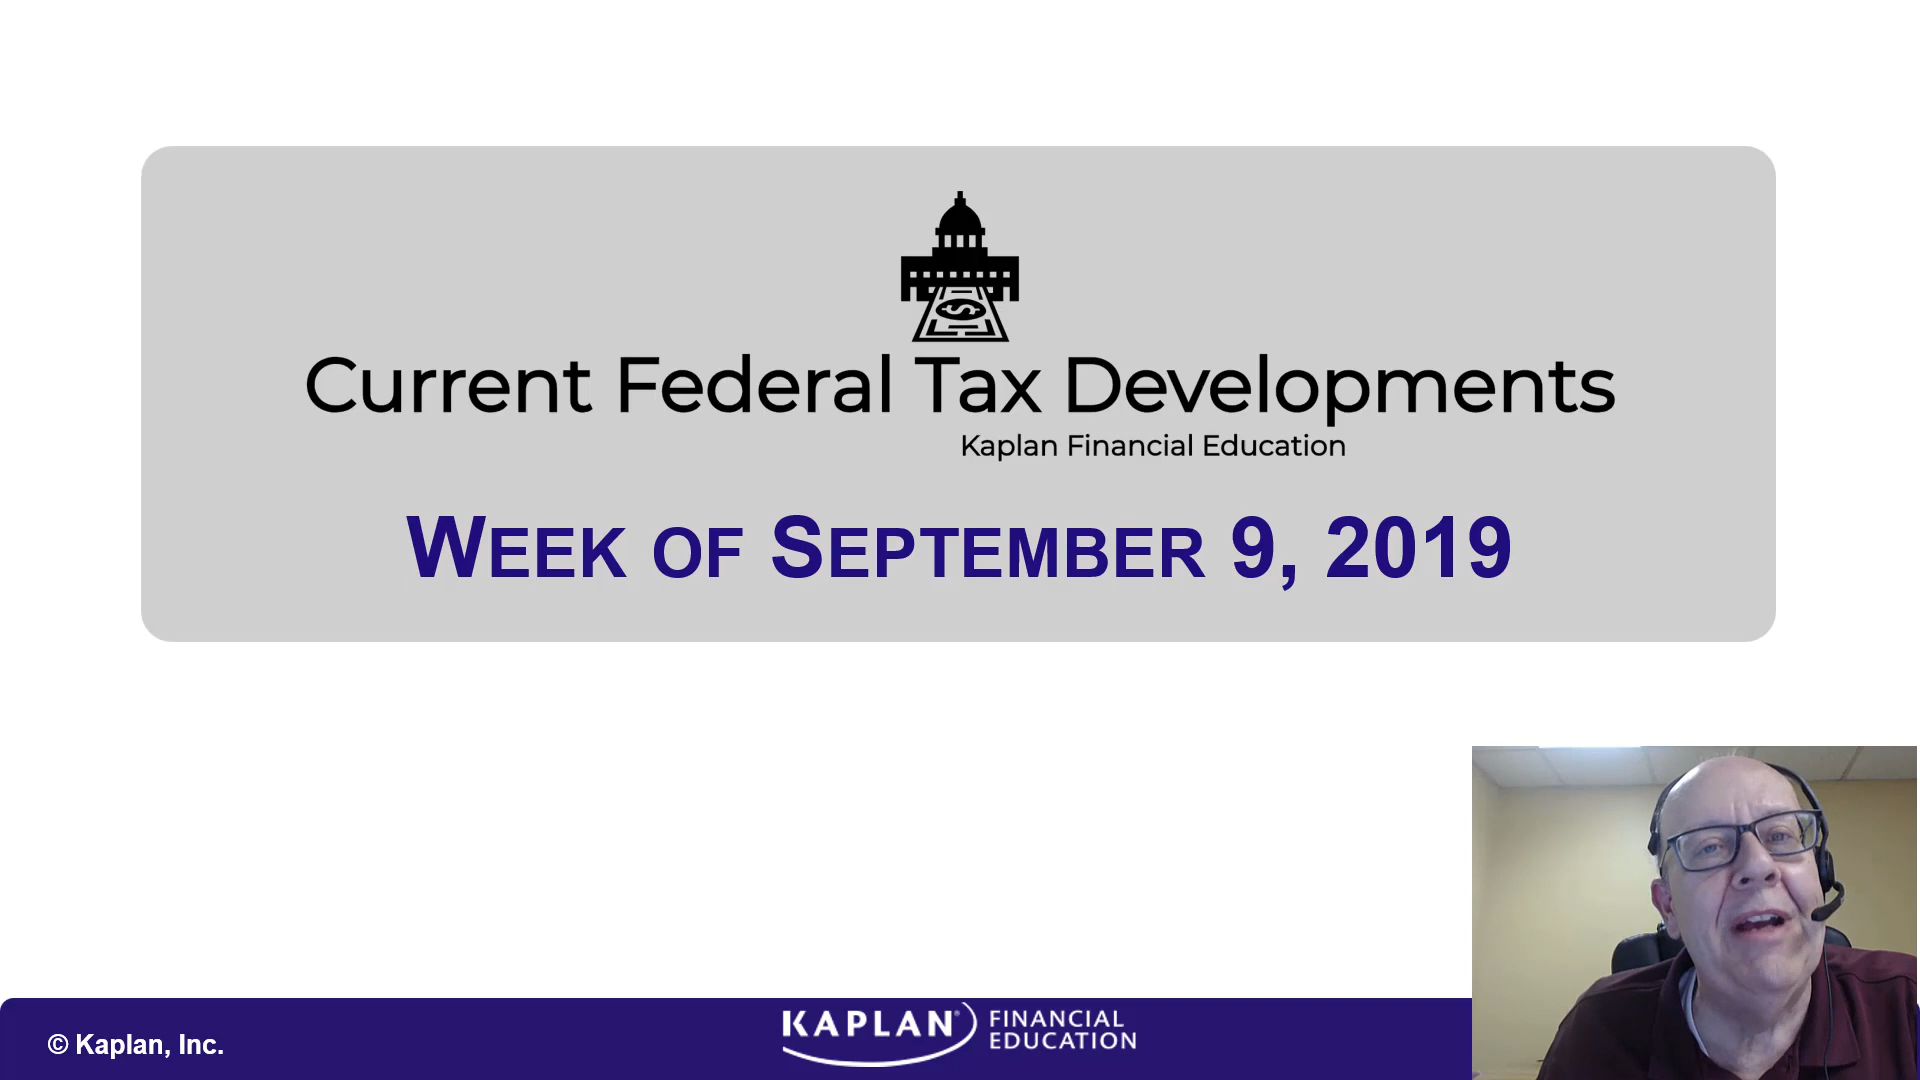 Current Federal Tax Developments
Kaplan Financial Education
WEEK OF SEPTEMBER 9, 2019
© Kaplan, Inc.
KAPLAN® FINANCIAL
EDUCATION